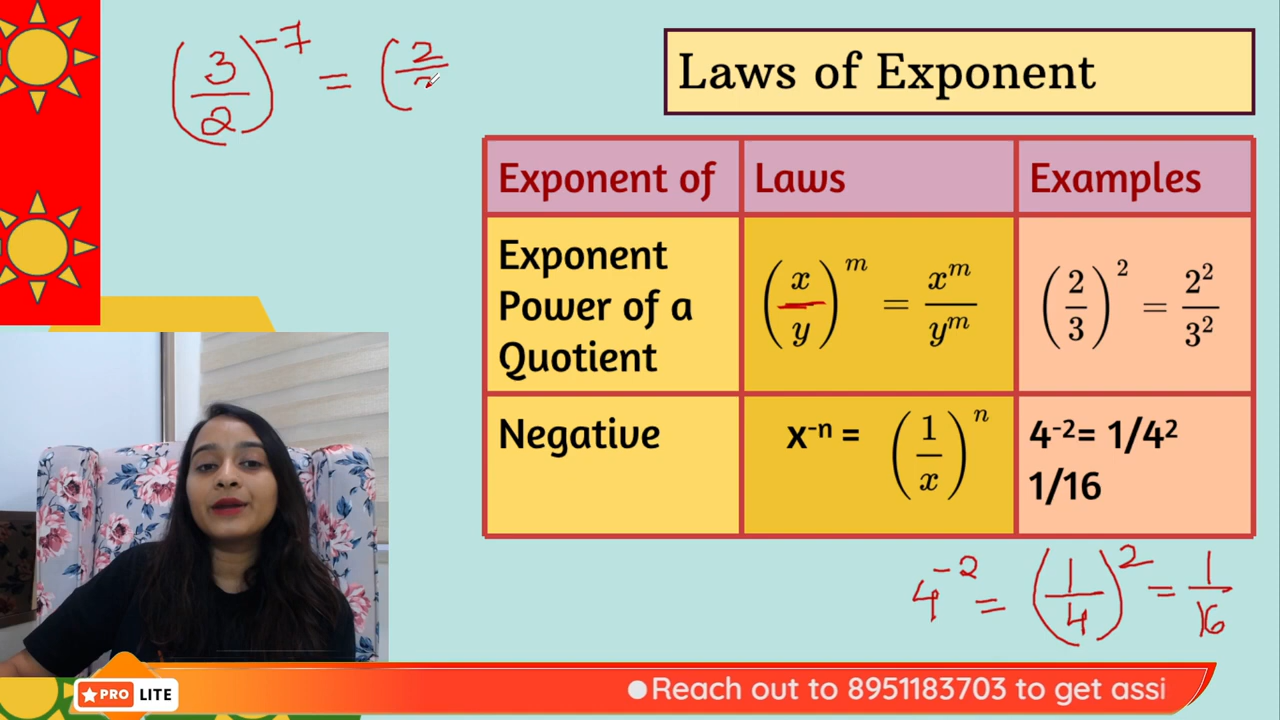 (3/2)^-7 = (2/
Laws of Exponent
Exponent of | Laws | Examples
Exponent Power of a Quotient | (x/y)^m = x^m/y^m | (2/3)^2 = 2^2/3^2
Negative | x^-n = (1/x)^n | 4^-2= 1/4^2
1/16
4^-2 = (1/4)^2 = 1/16
PRO LITE
Reach out to 8951183703 to get assi